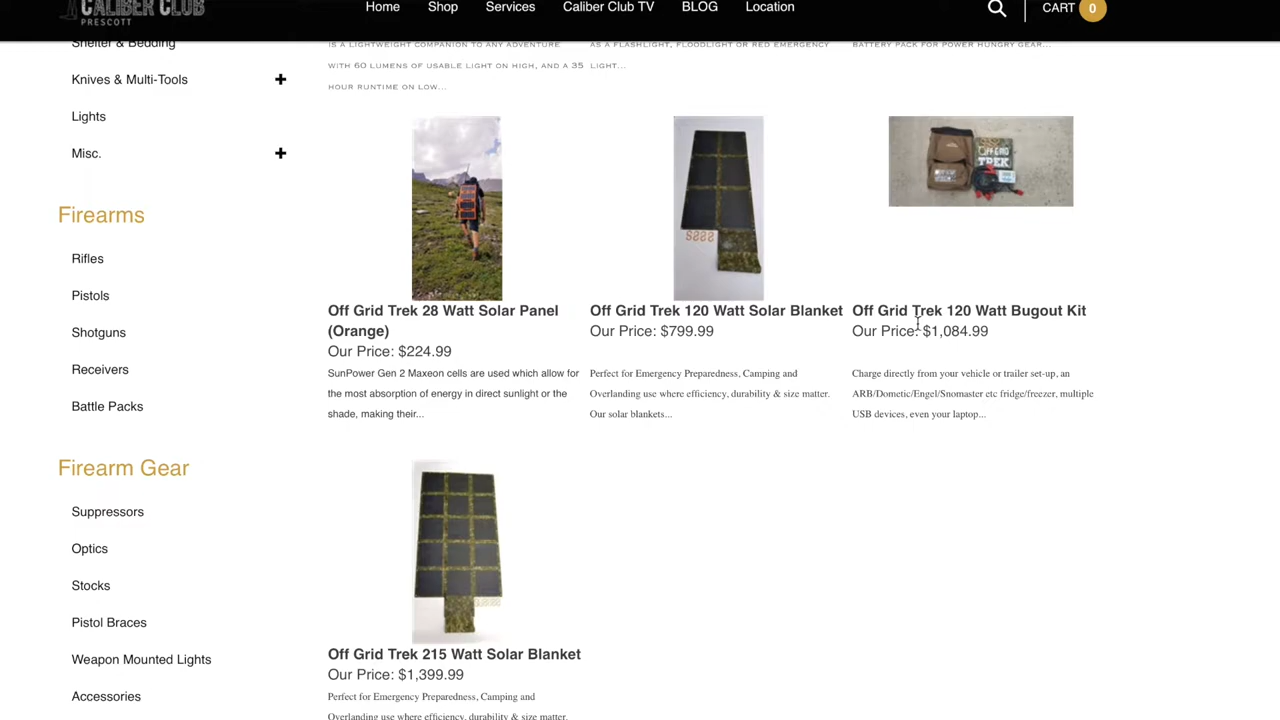 CALIBER CLUB
PRESCOTT
Home Shop Services Caliber Club TV BLOG Location CART 0
Shelter & Bedding
Knives & Multi-Tools
Lights
Misc.
Firearms
Rifles
Pistols
Shotguns
Receivers
Battle Packs
Firearm Gear
Suppressors
Optics
Stocks
Pistol Braces
Weapon Mounted Lights
Accessories
IS A LIGHTWEIGHT COMPANION TO ANY ADVENTURE
WITH 60 LUMENS OF USABLE LIGHT ON HIGH, AND A 35
HOUR RUNTIME ON LOW...
AS A FLASHLIGHT, FLOODLIGHT OR RED EMERGENCY
LIGHT...
BATTERY PACK FOR POWER HUNGRY GEAR...
Off Grid Trek 28 Watt Solar Panel
(Orange)
Our Price: $224.99
SunPower Gen 2 Maxeon cells are used which allow for
the most absorption of energy in direct sunlight or the
shade, making their...
Off Grid Trek 120 Watt Solar Blanket
Our Price: $799.99
Perfect for Emergency Preparedness, Camping and
Overlanding use where efficiency, durability & size matter.
Our solar blankets...
OFF GRID
TREK
Off Grid Trek 120 Watt Bugout Kit
Our Price: $1,084.99
Charge directly from your vehicle or trailer set-up, an
ARB/Dometic/Engel/Snomaster etc fridge/freezer, multiple
USB devices, even your laptop...
Off Grid Trek 215 Watt Solar Blanket
Our Price: $1,399.99
Perfect for Emergency Preparedness, Camping and
Overlanding use where efficiency, durability & size matter.